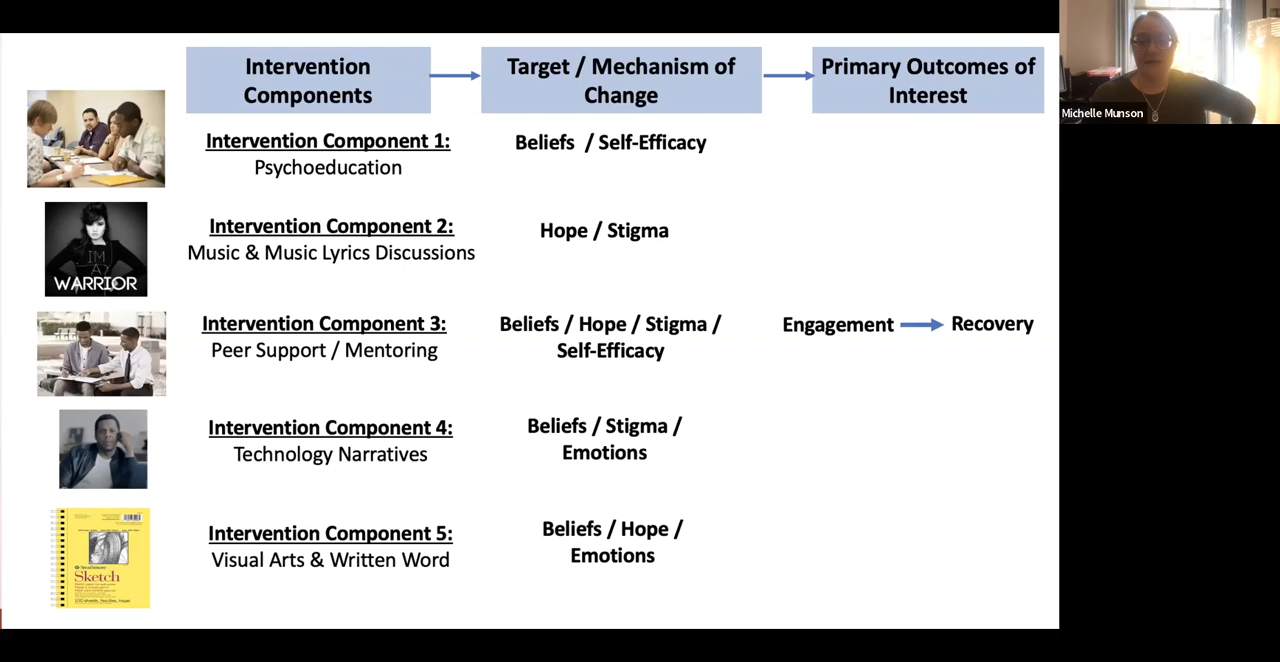 Intervention
Components
Target / Mechanism of
Change
Primary Outcomes of
Interest
Michelle Munson
Intervention Component 1:
Psychoeducation
Beliefs / Self-Efficacy
I'M
A
WARRIOR
Intervention Component 2:
Music & Music Lyrics Discussions
Hope / Stigma
Intervention Component 3:
Peer Support / Mentoring
Beliefs / Hope / Stigma /
Self-Efficacy
Engagement
Recovery
Intervention Component 4:
Technology Narratives
Beliefs / Stigma /
Emotions
Sketch
Intervention Component 5:
Visual Arts & Written Word
Beliefs / Hope /
Emotions